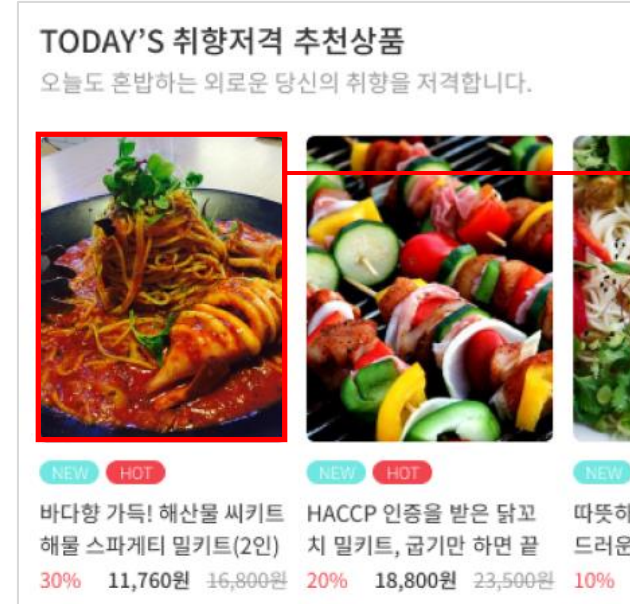 TODAY'S 취향저격 추천상품
오늘도 혼밥하는 외로운 당신의 취향을 저격합니다.
NEW HOT
바다향 가득! 해산물 씨키트
해물 스파게티 밀키트(2인)
30% 11,760원 16,800원
NEW HOT
HACCP 인증을 받은 닭꼬
치 밀키트, 굽기만 하면 끝
20% 18,800원 23,500원
NEW
따뜻하
드러운
10%